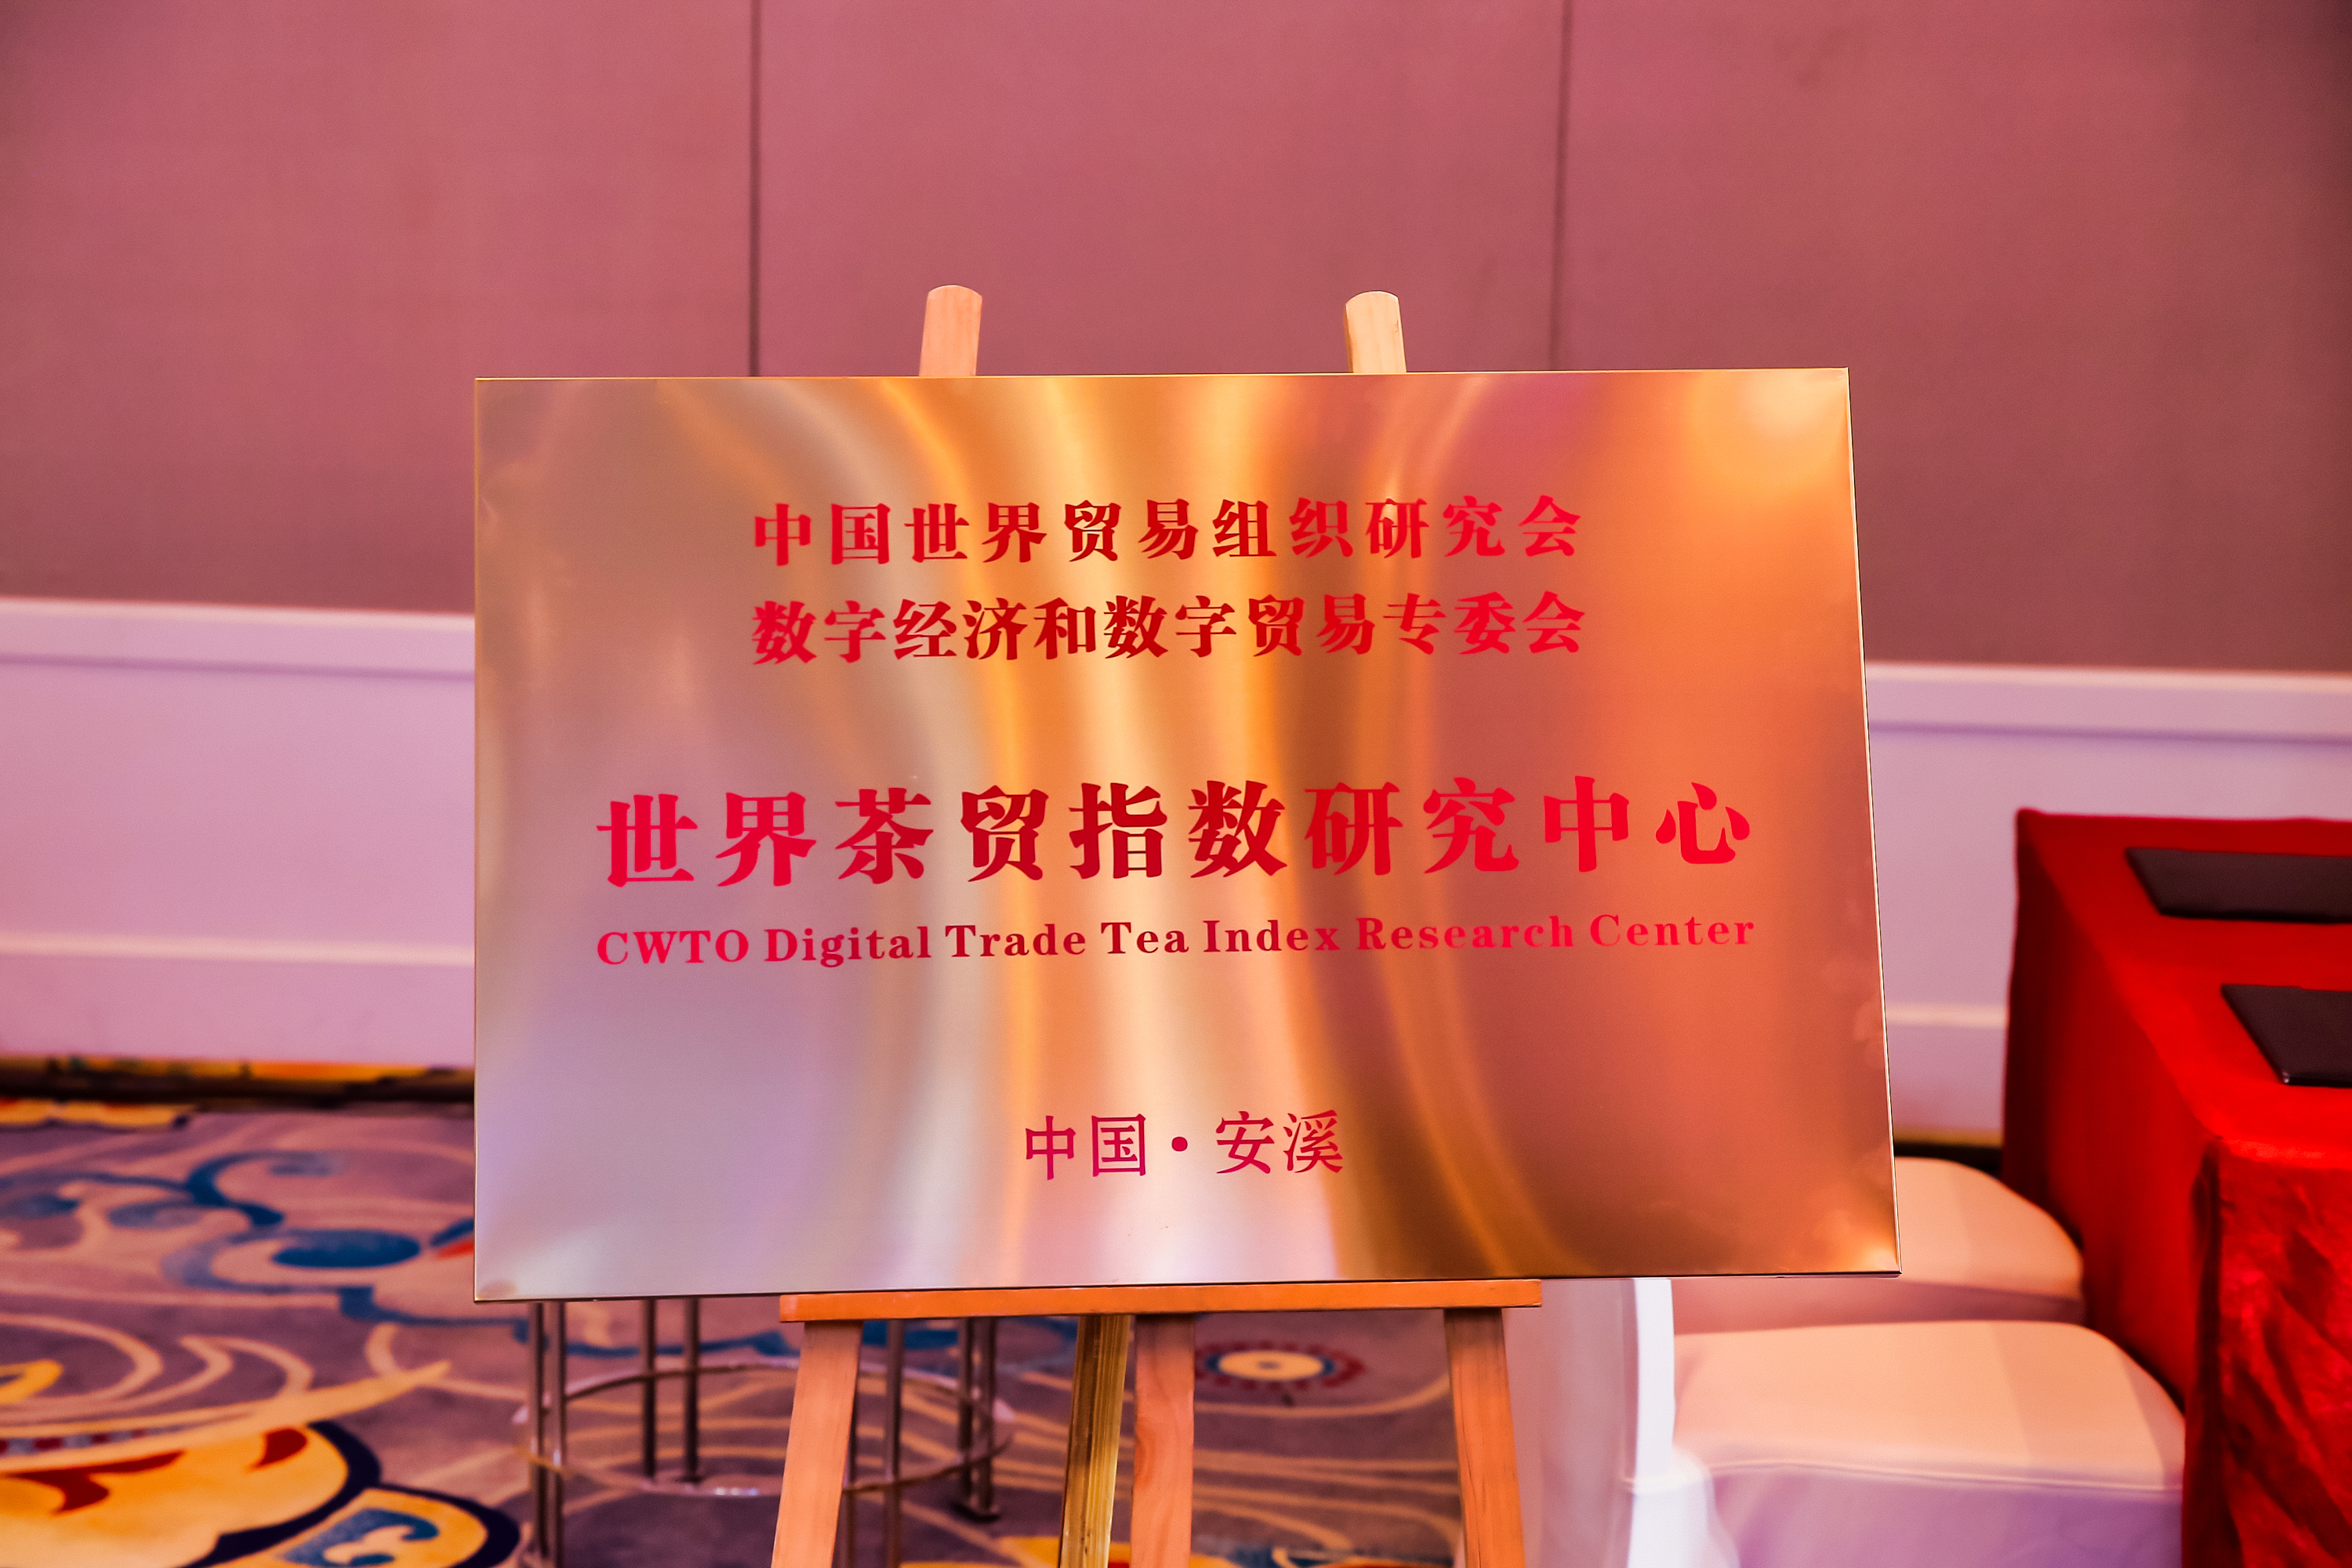 中国世界贸易组织研究会
数字经济和数字贸易专委会
世界茶贸指数研究中心
CWTO Digital Trade Tea Index Research Center
中国·安溪